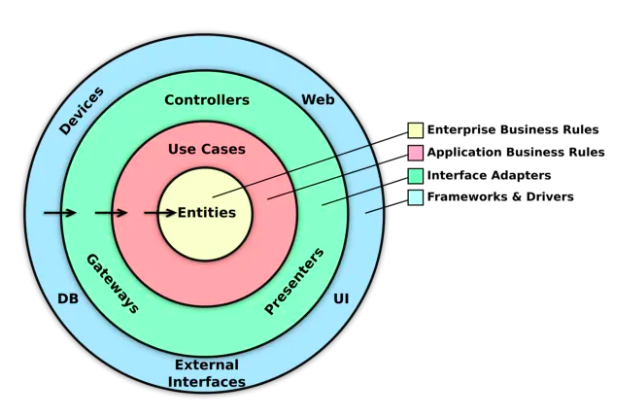 Devices
Controllers
Web
Use Cases
Entities
Gateways
Presenters
DB
UI
External
Interfaces
Enterprise Business Rules
Application Business Rules
Interface Adapters
Frameworks & Drivers